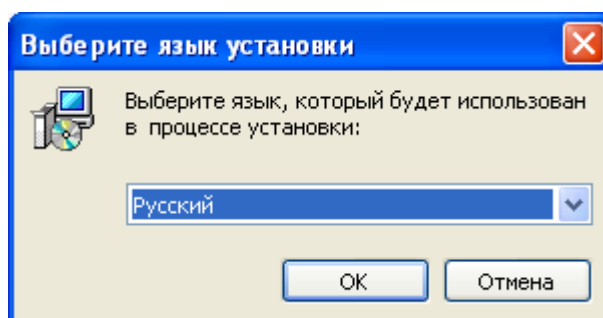 Выберите язык установки
Выберите язык, который будет использован
в процессе установки:
Русский
OK
Отмена